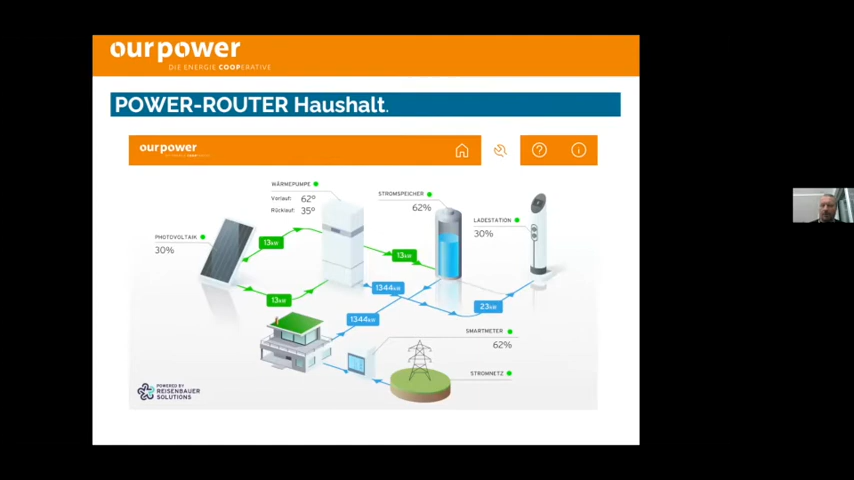 ourpower
DIE ENERGIE COOPERATIVE
POWER-ROUTER Haushalt.
ourpower
WÄRMEPUMPE
Vorlauf: 62°
Rücklauf: 35°
STROMSPEICHER
62%
LADESTATION
30%
PHOTOVOLTAIK
30%
13kW
13kW
13kW
1344kW
23kW
1344kW
SMARTMETER
62%
STROMNETZ
POWERED BY
REISENBAUER
SOLUTIONS